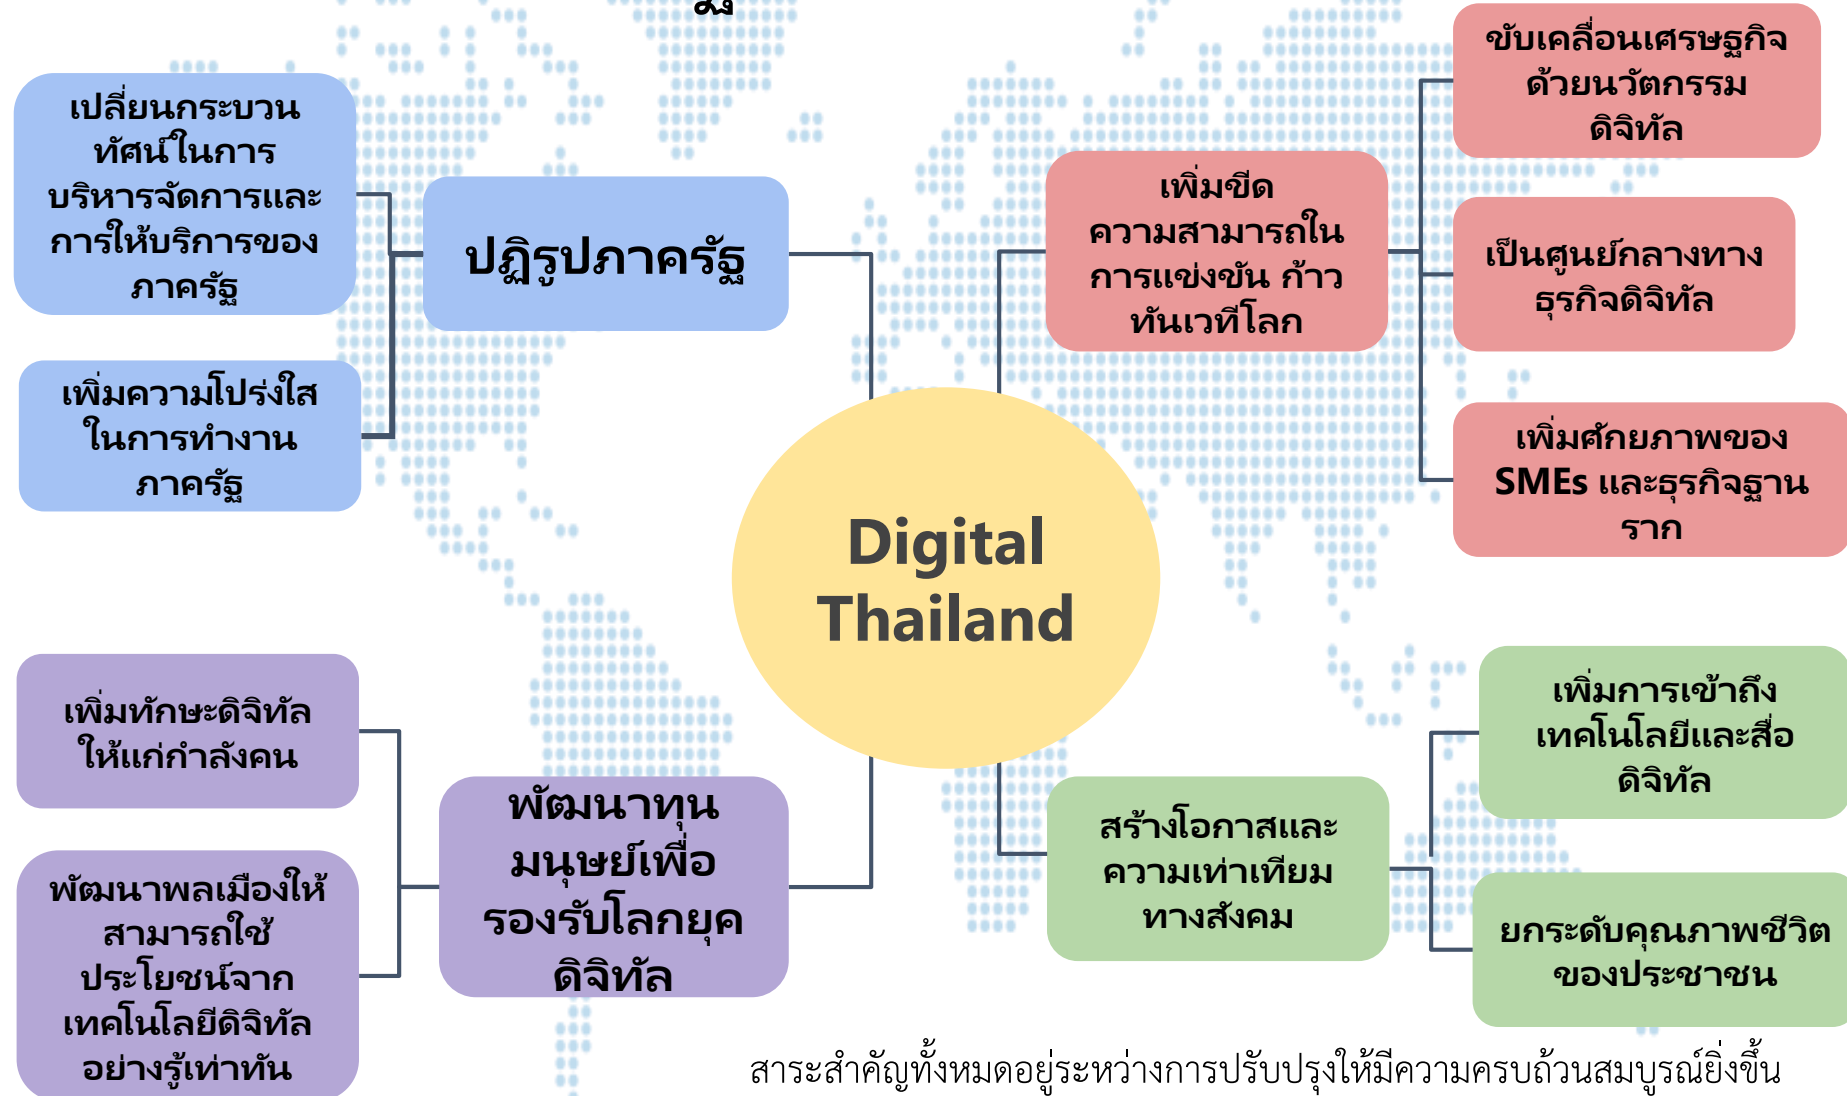 เปลี่ยนกระบวน
ทัศน์ในการ
บริหารจัดการและ
การให้บริการของ
ภาครัฐ
เพิ่มความโปร่งใส
ในการทำงาน
ภาครัฐ
ปฏิรูปภาครัฐ
เพิ่มขีด
ความสามารถใน
การแข่งขัน ก้าว
ทันเวทีโลก
ขับเคลื่อนเศรษฐกิจ
ด้วยนวัตกรรม
ดิจิทัล
เป็นศูนย์กลางทาง
ธุรกิจดิจิทัล
เพิ่มศักยภาพของ
SMEs และธุรกิจฐาน
ราก
Digital
Thailand
เพิ่มทักษะดิจิทัล
ให้แก่กำลังคน
พัฒนาพลเมืองให้
สามารถใช้
ประโยชน์จาก
เทคโนโลยีดิจิทัล
อย่างรู้เท่าทัน
พัฒนาทุน
มนุษย์เพื่อ
รองรับโลกยุค
ดิจิทัล
สร้างโอกาสและ
ความเท่าเทียม
ทางสังคม
เพิ่มการเข้าถึง
เทคโนโลยีและสื่อ
ดิจิทัล
ยกระดับคุณภาพชีวิต
ของประชาชน
สาระสำคัญทั้งหมดอยู่ระหว่างการปรับปรุงให้มีความครบถ้วนสมบูรณ์ยิ่งขึ้น